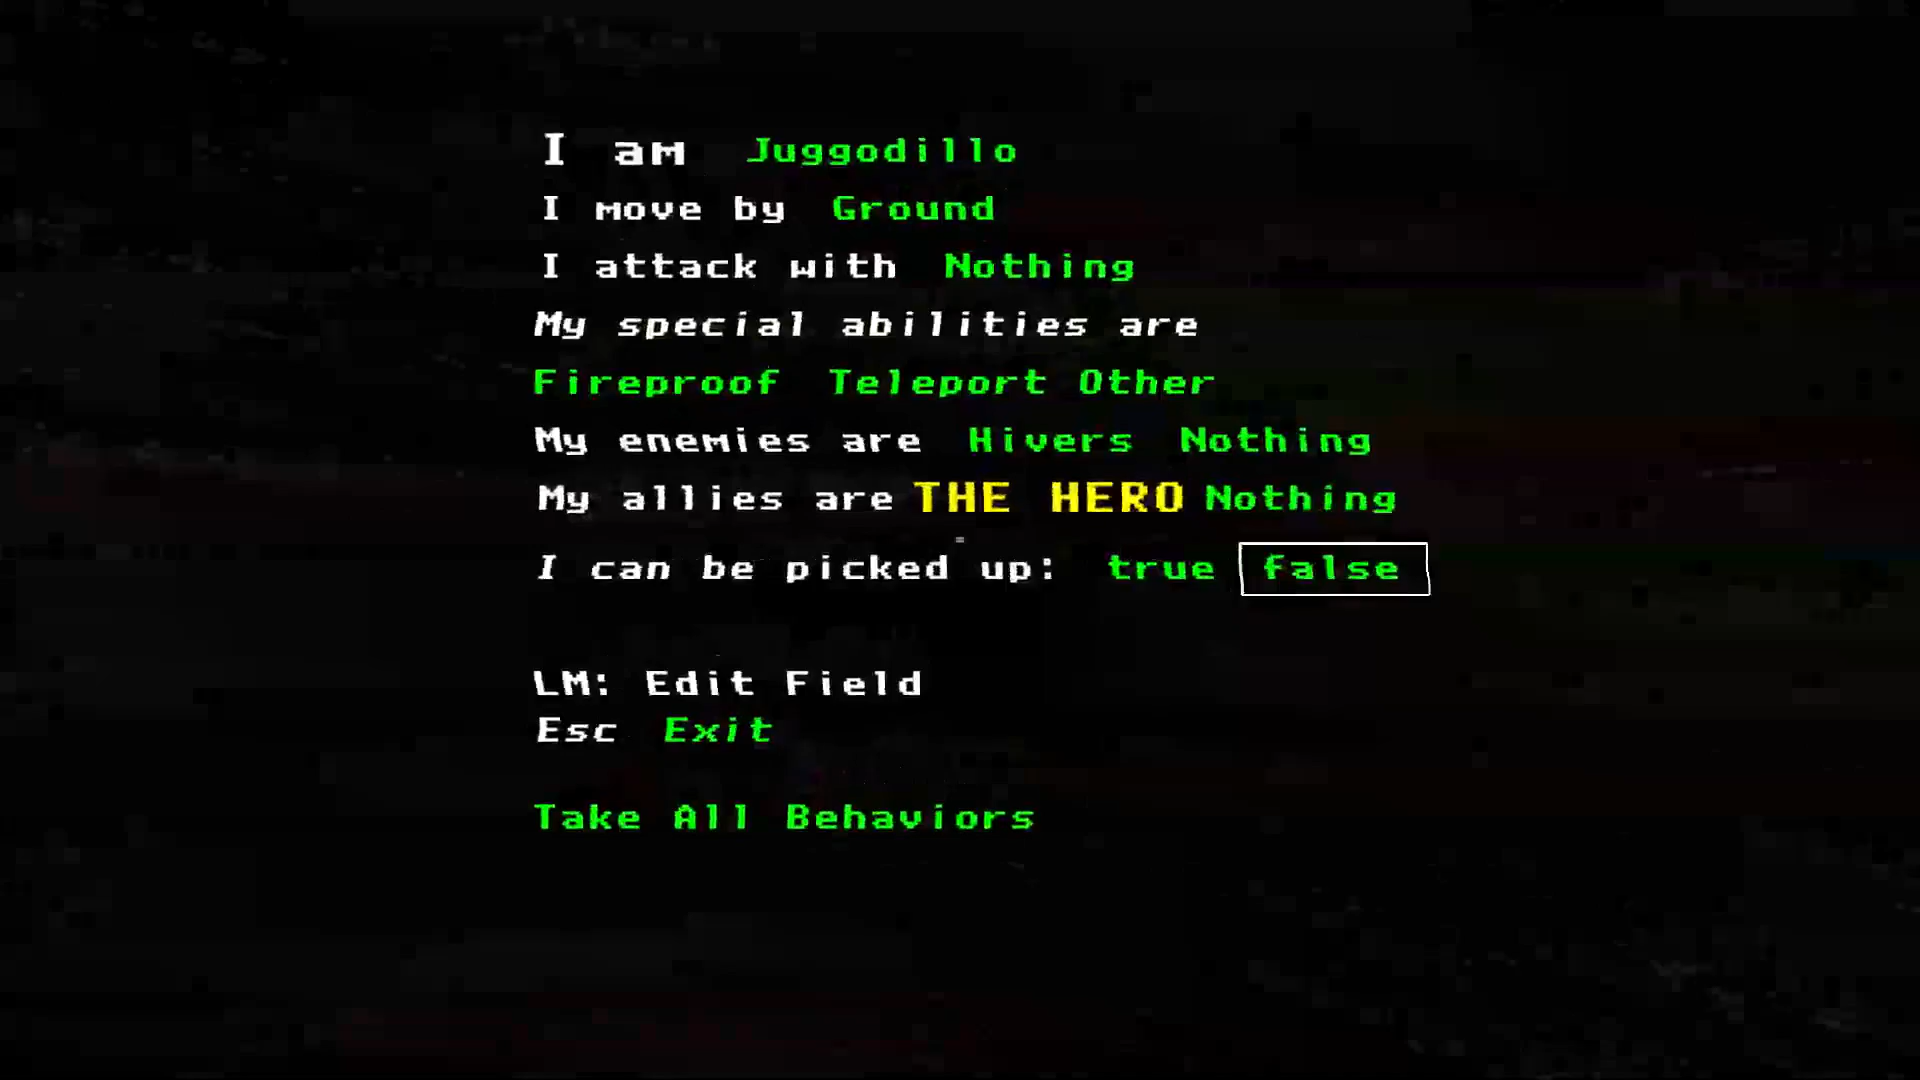 I am Juggodillo
I move by Ground
I attack with Nothing
My special abilities are
Fireproof Teleport Other
My enemies are Hivers Nothing
My allies are THE HERO Nothing
I can be picked up: true false
LM: Edit Field
Esc Exit
Take All Behaviors